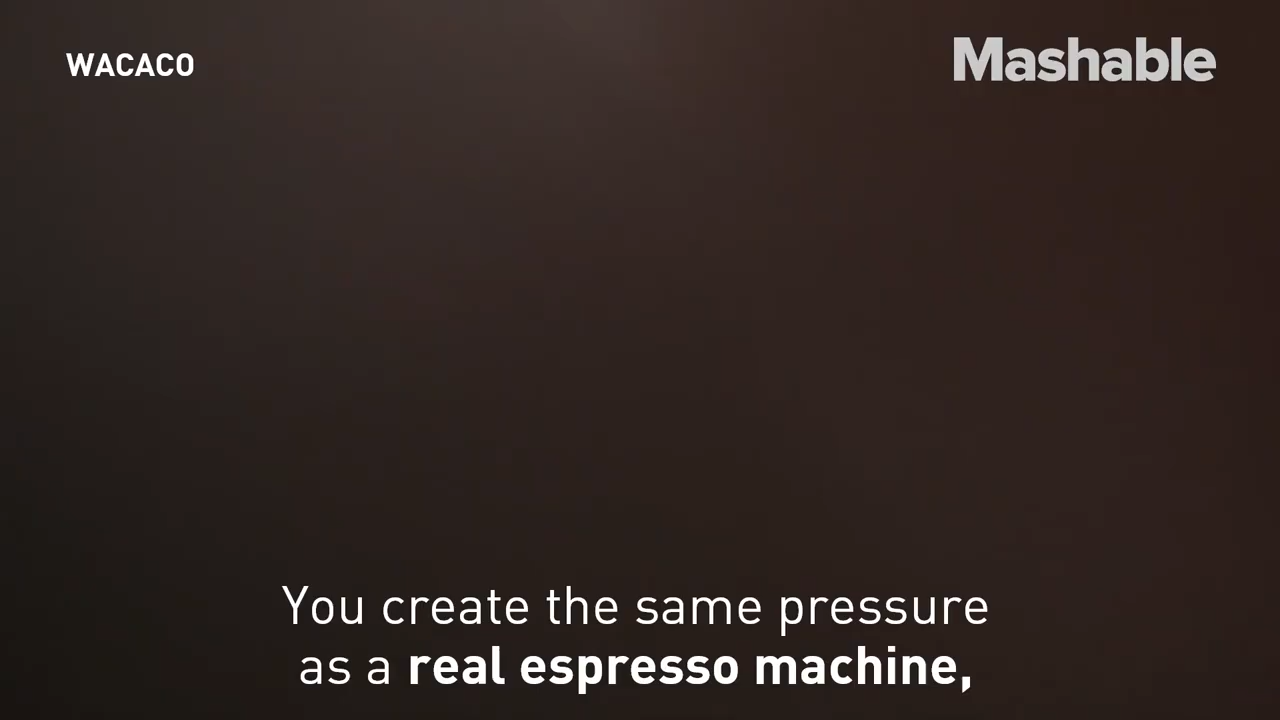 WACACO
Mashable
You create the same pressure
as a real espresso machine,